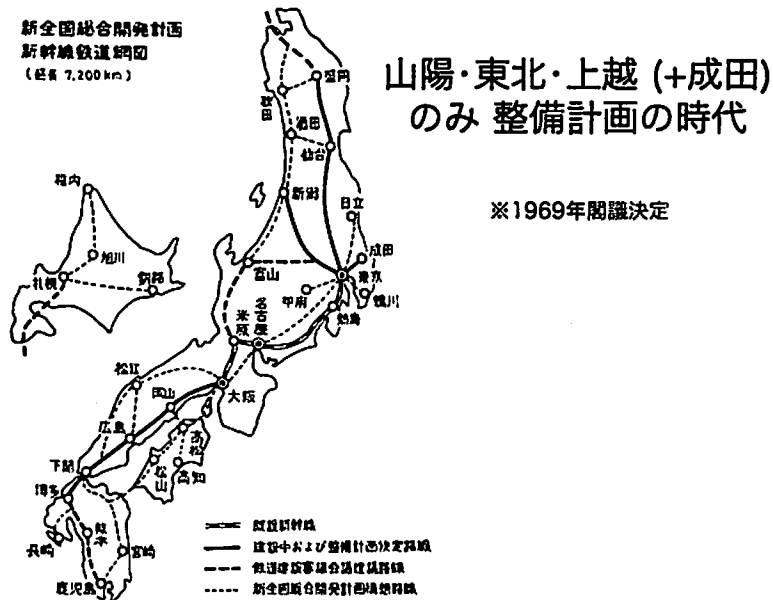 新全国総合開発計画
新幹線鉄道網図
(総長 7,200km)
山陽・東北・上越 (+成田)
のみ 整備計画の時代
※1969年閣議決定
盛岡
秋田
酒田
仙台
新潟
日立
成田
東京
鴨川
富山
甲府
熱海
名古屋
米原
稚内
旭川
札幌
釧路
松江
岡山
大阪
広島
高松
下関
松山
高知
博多
熊本
長崎
宮崎
鹿児島
既設新幹線
建設中および整備計画決定路線
鉄道建設審議会建議路線
新全国総合開発計画構想路線